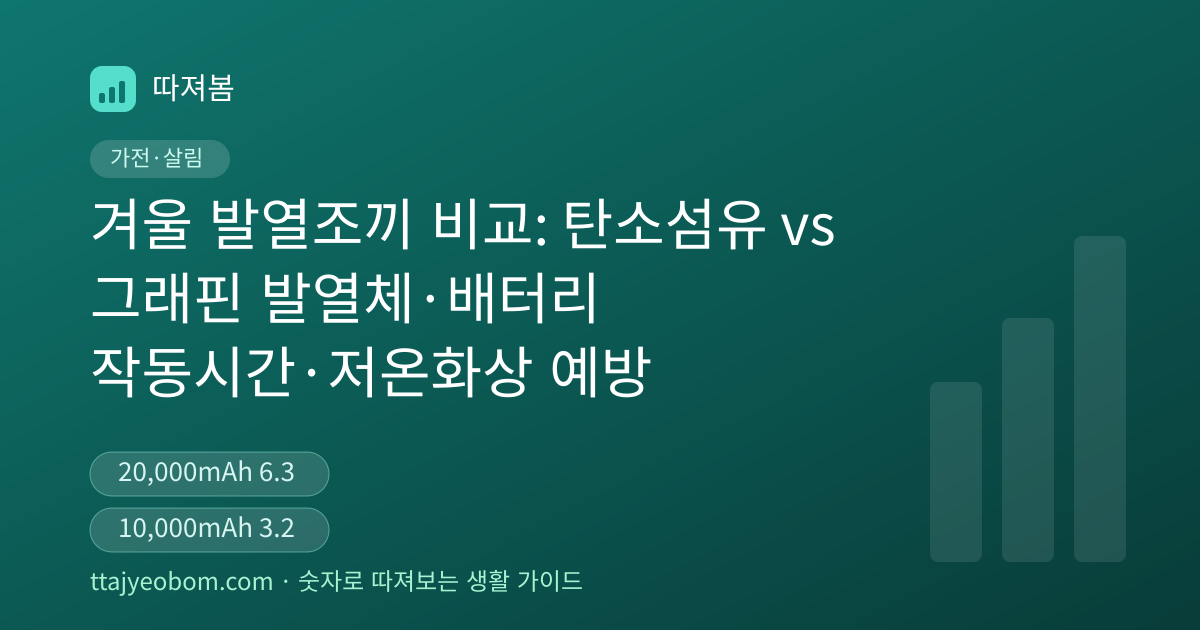 따져봄
가전·살림
겨울 발열조끼 비교: 탄소섬유 vs
그래핀 발열체·배터리
작동시간·저온화상 예방
20,000mAh 6.3
10,000mAh 3.2
ttajyeobom.com · 숫자로 따져보는 생활 가이드